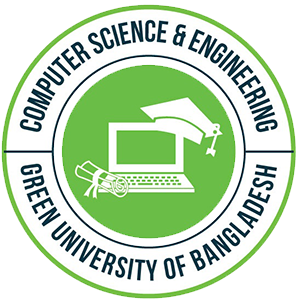 COMPUTER SCIENCE & ENGINEERING
GREEN UNIVERSITY OF BANGLADESH